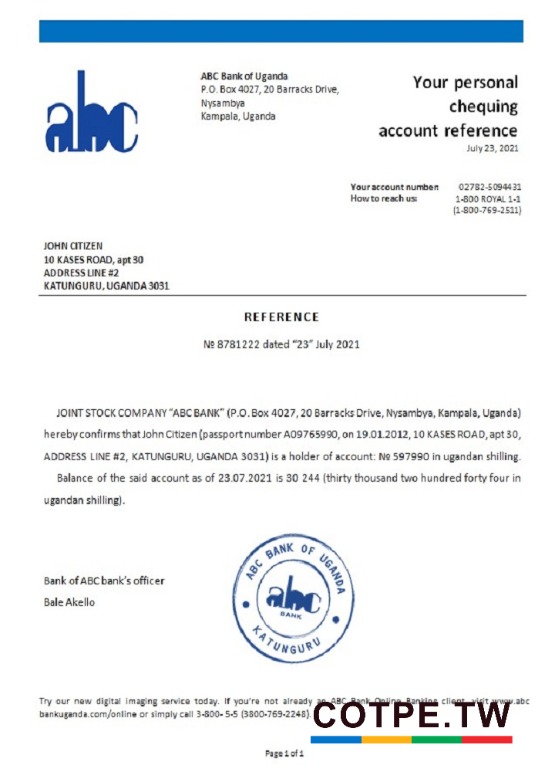 abc
ABC Bank of Uganda
P.O. Box 4027, 20 Barracks Drive,
Nysambya
Kampala, Uganda
Your personal
chequing
account reference
July 23, 2021
Your account number: 02782-5094431
How to reach us: 1-800 ROYAL 1-1
(1-800-769-2511)
JOHN CITIZEN
10 KASES ROAD, apt 30
ADDRESS LINE #2
KATUNGURU, UGANDA 3031
REFERENCE
№ 8781222 dated “23” July 2021
JOINT STOCK COMPANY “ABC BANK” (P.O. Box 4027, 20 Barracks Drive, Nysambya, Kampala, Uganda)
hereby confirms that John Citizen (passport number A09765990, on 19.01.2012, 10 KASES ROAD, apt 30,
ADDRESS LINE #2, KATUNGURU, UGANDA 3031) is a holder of account: № 597990 in ugandan shilling.
Balance of the said account as of 23.07.2021 is 30 244 (thirty thousand two hundred forty four in
ugandan shilling).
Bank of ABC bank's officer
Bale Akello
ABC BANK OF UGANDA
abc
BANK
KATUNGURU
Try our new digital imaging service today. If you're not already an ABC Bank Online Banking client, visit www.abc
bankuganda.com/online or simply call 3-800- 5-5 (3800-769-2248).
COTPE.TW
Page 1 of 1